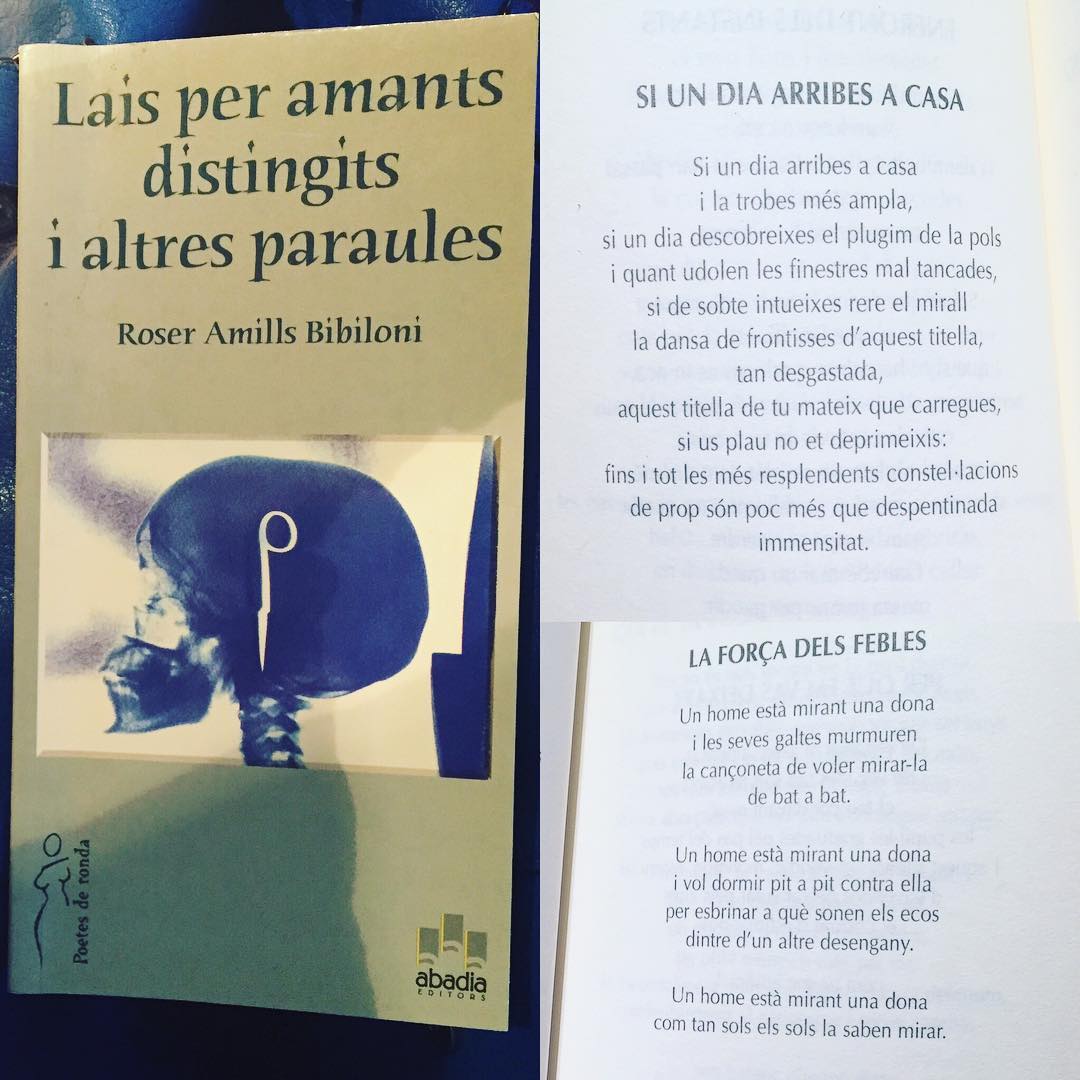 Lais per amants
distingits
i altres paraules
Roser Amills Bibiloni
Poetes de ronda
abadia
EDITORS
SI UN DIA ARRIBES A CASA
Si un dia arribes a casa
i la trobes més ampla,
si un dia descobreixes el plugim de la pols
i quant udolen les finestres mal tancades,
si de sobte intueixes rere el mirall
la dansa de frontisses d'aquest titella,
tan desgastada,
aquest titella de tu mateix que carregues,
si us plau no et deprimeixis:
fins i tot les més resplendents constel·lacions
de prop són poc més que despentinada
immensitat.
LA FORÇA DELS FEBLES
Un home està mirant una dona
i les seves galtes murmuren
la cançoneta de voler mirar-la
de bat a bat.
Un home està mirant una dona
i vol dormir pit a pit contra ella
per esbrinar a què sonen els ecos
dintre d'un altre desengany.
Un home està mirant una dona
com tan sols els sols la saben mirar.